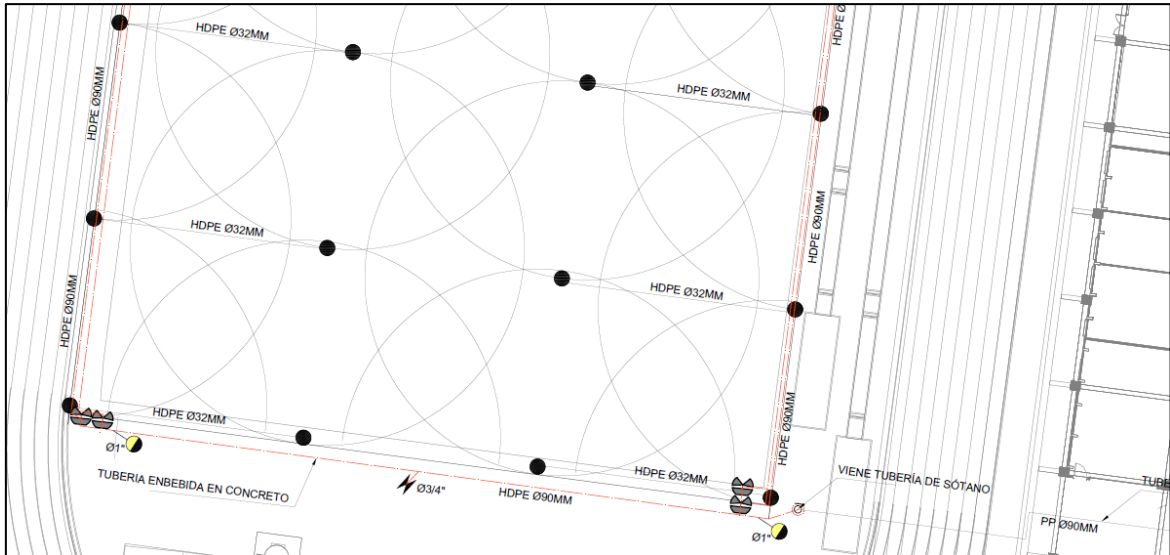 HDPE Ø32MM
HDPE Ø
HDPE Ø90MM
HDPE Ø32MM
HDPE Ø32MM
HDPE Ø90MM
HDPE Ø32MM
HDPE Ø90MM
HDPE Ø32MM
HDPE Ø90MM
Ø1"
TUBERIA ENBEBIDA EN CONCRETO
HDPE Ø32MM
VIENE TUBERÍA DE SÓTANO
Ø3/4"
HDPE Ø90MM
TUBE
PP Ø90MM
Ø1"